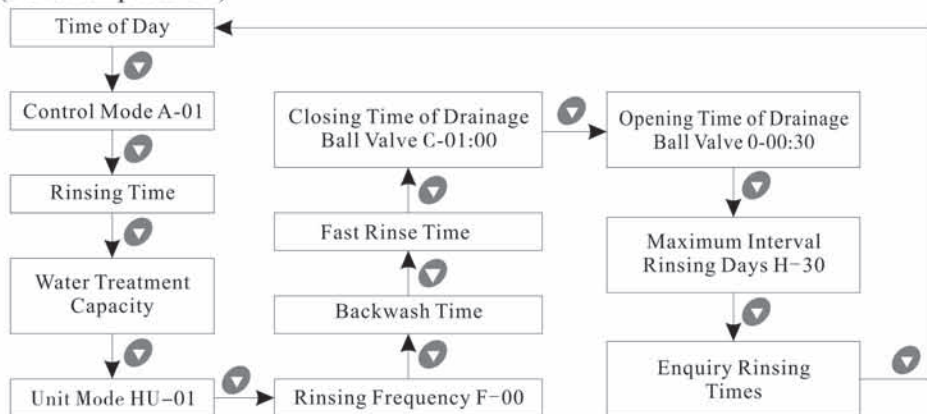 Time of Day
Control Mode A-01
Rinsing Time
Water Treatment
Capacity
Unit Mode HU-01
Rinsing Frequency F-00
Backwash Time
Fast Rinse Time
Closing Time of Drainage
Ball Valve C-01:00
Opening Time of Drainage
Ball Valve 0-00:30
Maximum Interval
Rinsing Days H-30
Enquiry Rinsing
Times